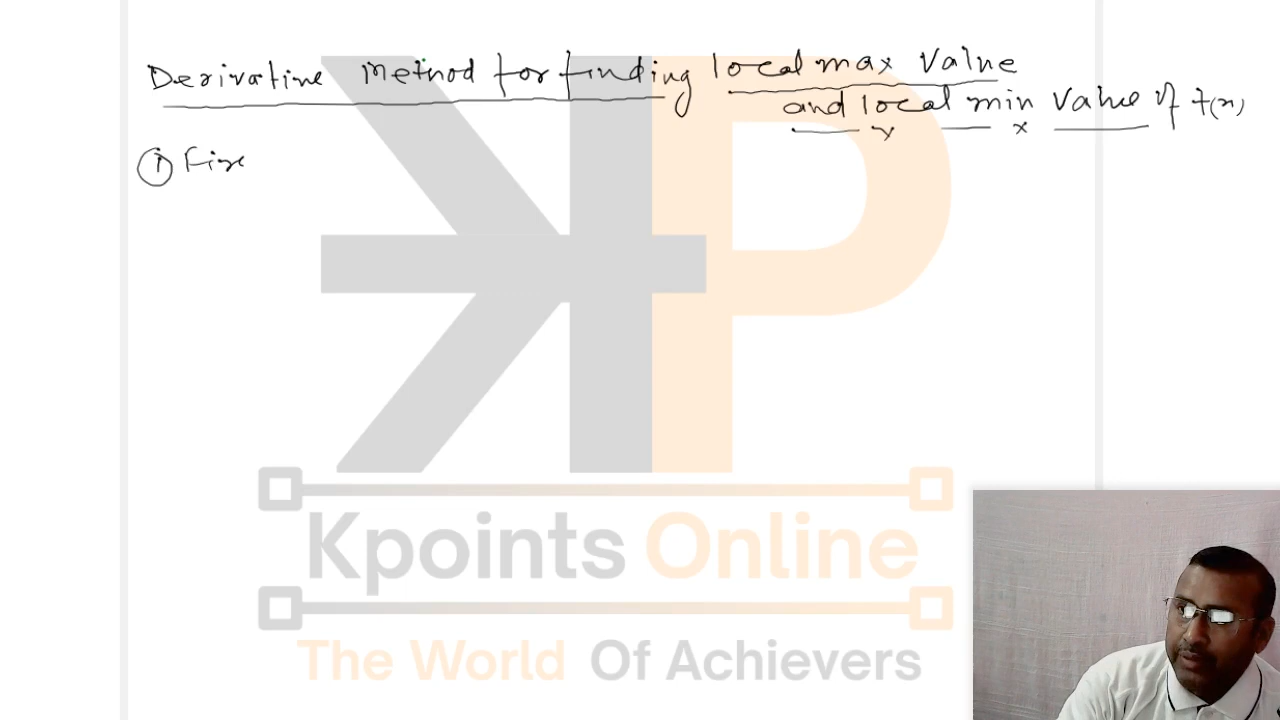 Derivative method for finding local max value
and local min value of f(x)
① Firs
Kpoints Online
The World Of Achievers